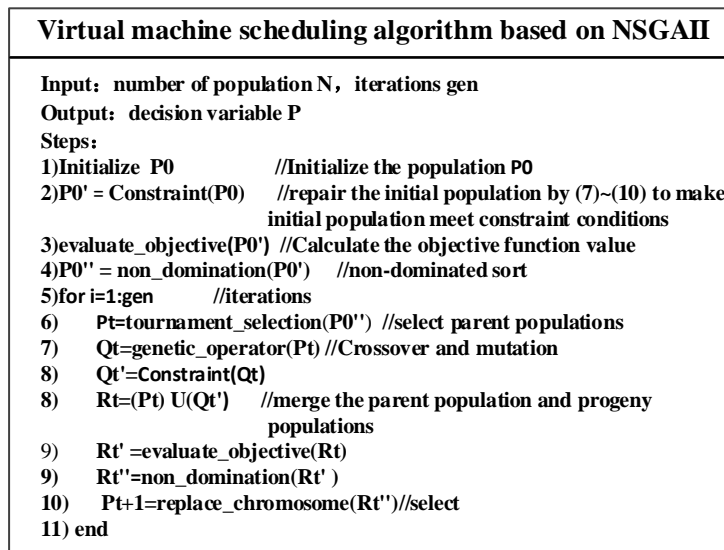 Virtual machine scheduling algorithm based on NSGAII
Input：number of population N，iterations gen
Output：decision variable P
Steps：
1)Initialize P0 //Initialize the population P0
2)P0' = Constraint(P0) //repair the initial population by (7)~(10) to make
initial population meet constraint conditions
3)evaluate_objective(P0') //Calculate the objective function value
4)P0'' = non_domination(P0') //non-dominated sort
5)for i=1:gen //iterations
6) Pt=tournament_selection(P0'') //select parent populations
7) Qt=genetic_operator(Pt) //Crossover and mutation
8) Qt'=Constraint(Qt)
8) Rt=(Pt) U(Qt') //merge the parent population and progeny
populations
9) Rt' =evaluate_objective(Rt)
9) Rt''=non_domination(Rt' )
10) Pt+1=replace_chromosome(Rt'')//select
11) end